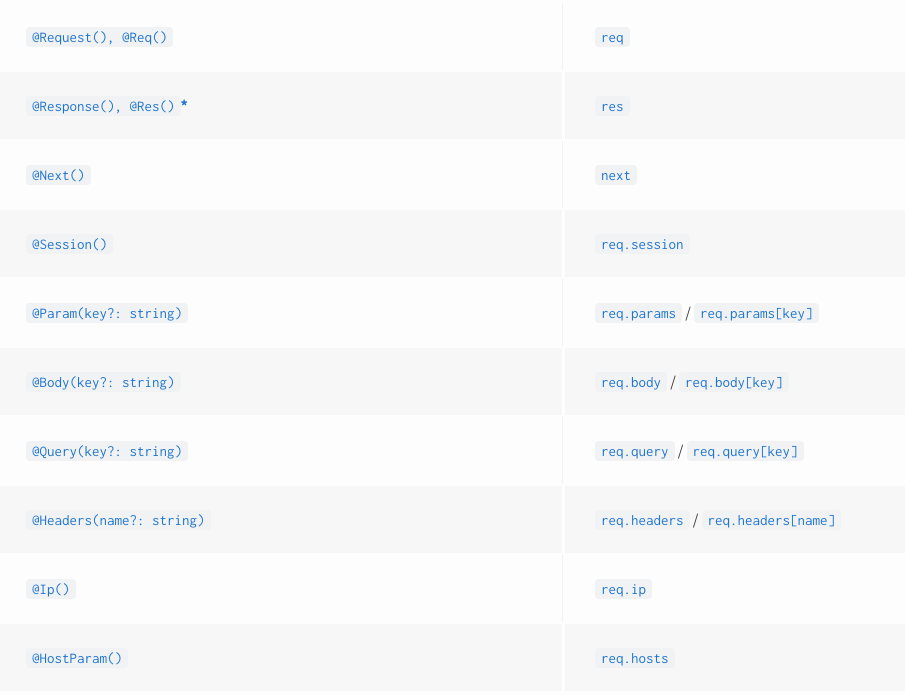 @Request(), @Req() req
@Response(), @Res() * res
@Next() next
@Session() req.session
@Param(key?: string) req.params / req.params[key]
@Body(key?: string) req.body / req.body[key]
@Query(key?: string) req.query / req.query[key]
@Headers(name?: string) req.headers / req.headers[name]
@Ip() req.ip
@HostParam() req.hosts